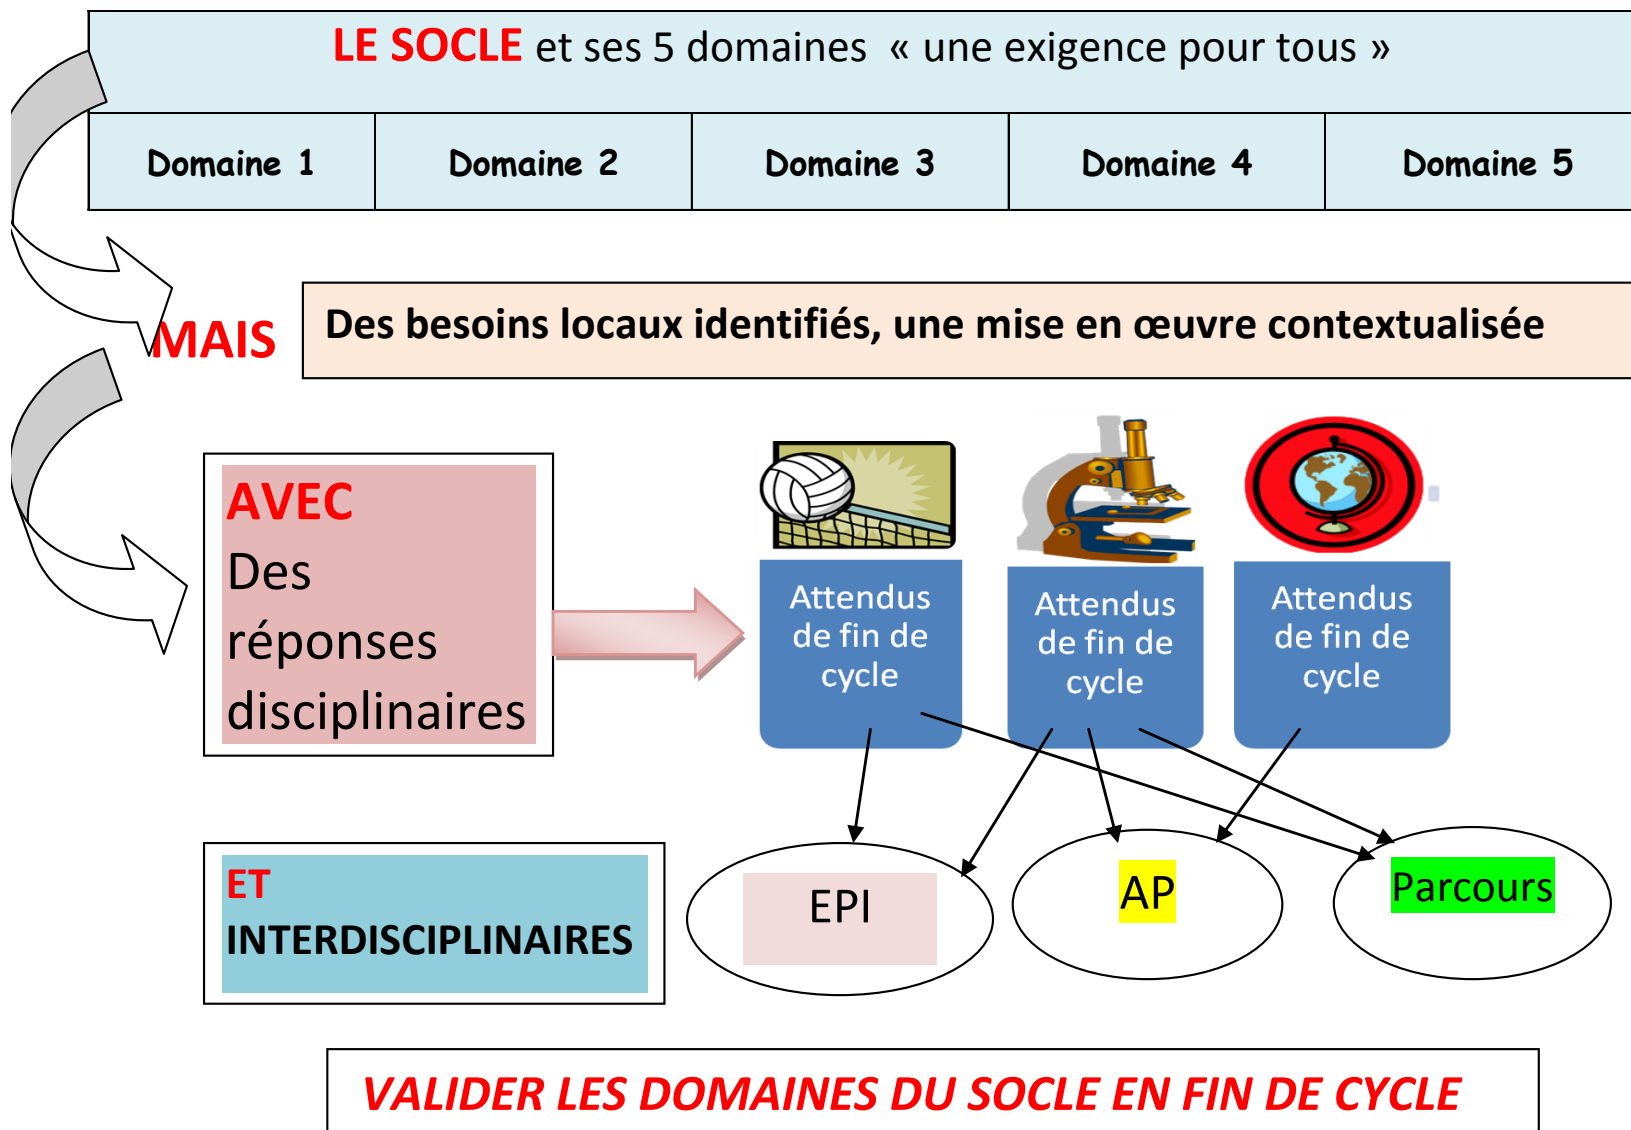 LE SOCLE et ses 5 domaines « une exigence pour tous »
Domaine 1 Domaine 2 Domaine 3 Domaine 4 Domaine 5
MAIS
Des besoins locaux identifiés, une mise en œuvre contextualisée
AVEC
Des
réponses
disciplinaires
Attendus
de fin de
cycle
Attendus
de fin de
cycle
Attendus
de fin de
cycle
ET
INTERDISCIPLINAIRES
EPI
AP
Parcours
VALIDER LES DOMAINES DU SOCLE EN FIN DE CYCLE